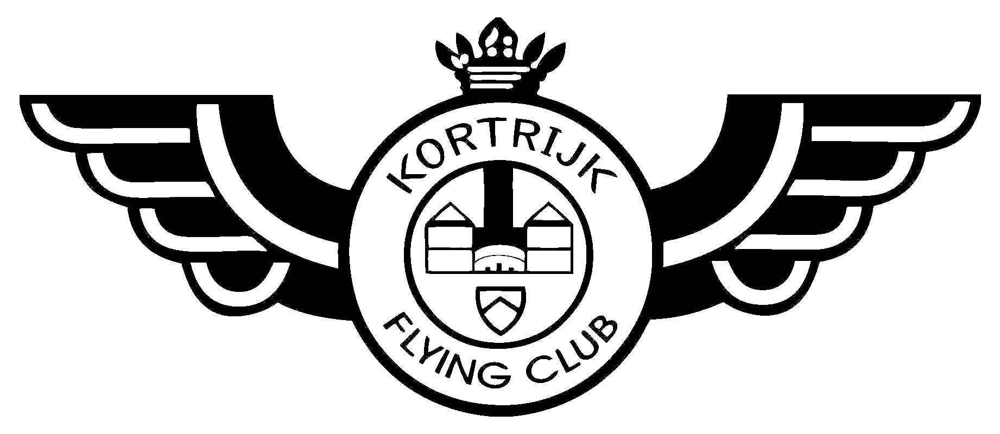 KORTRIJK
FLYING CLUB